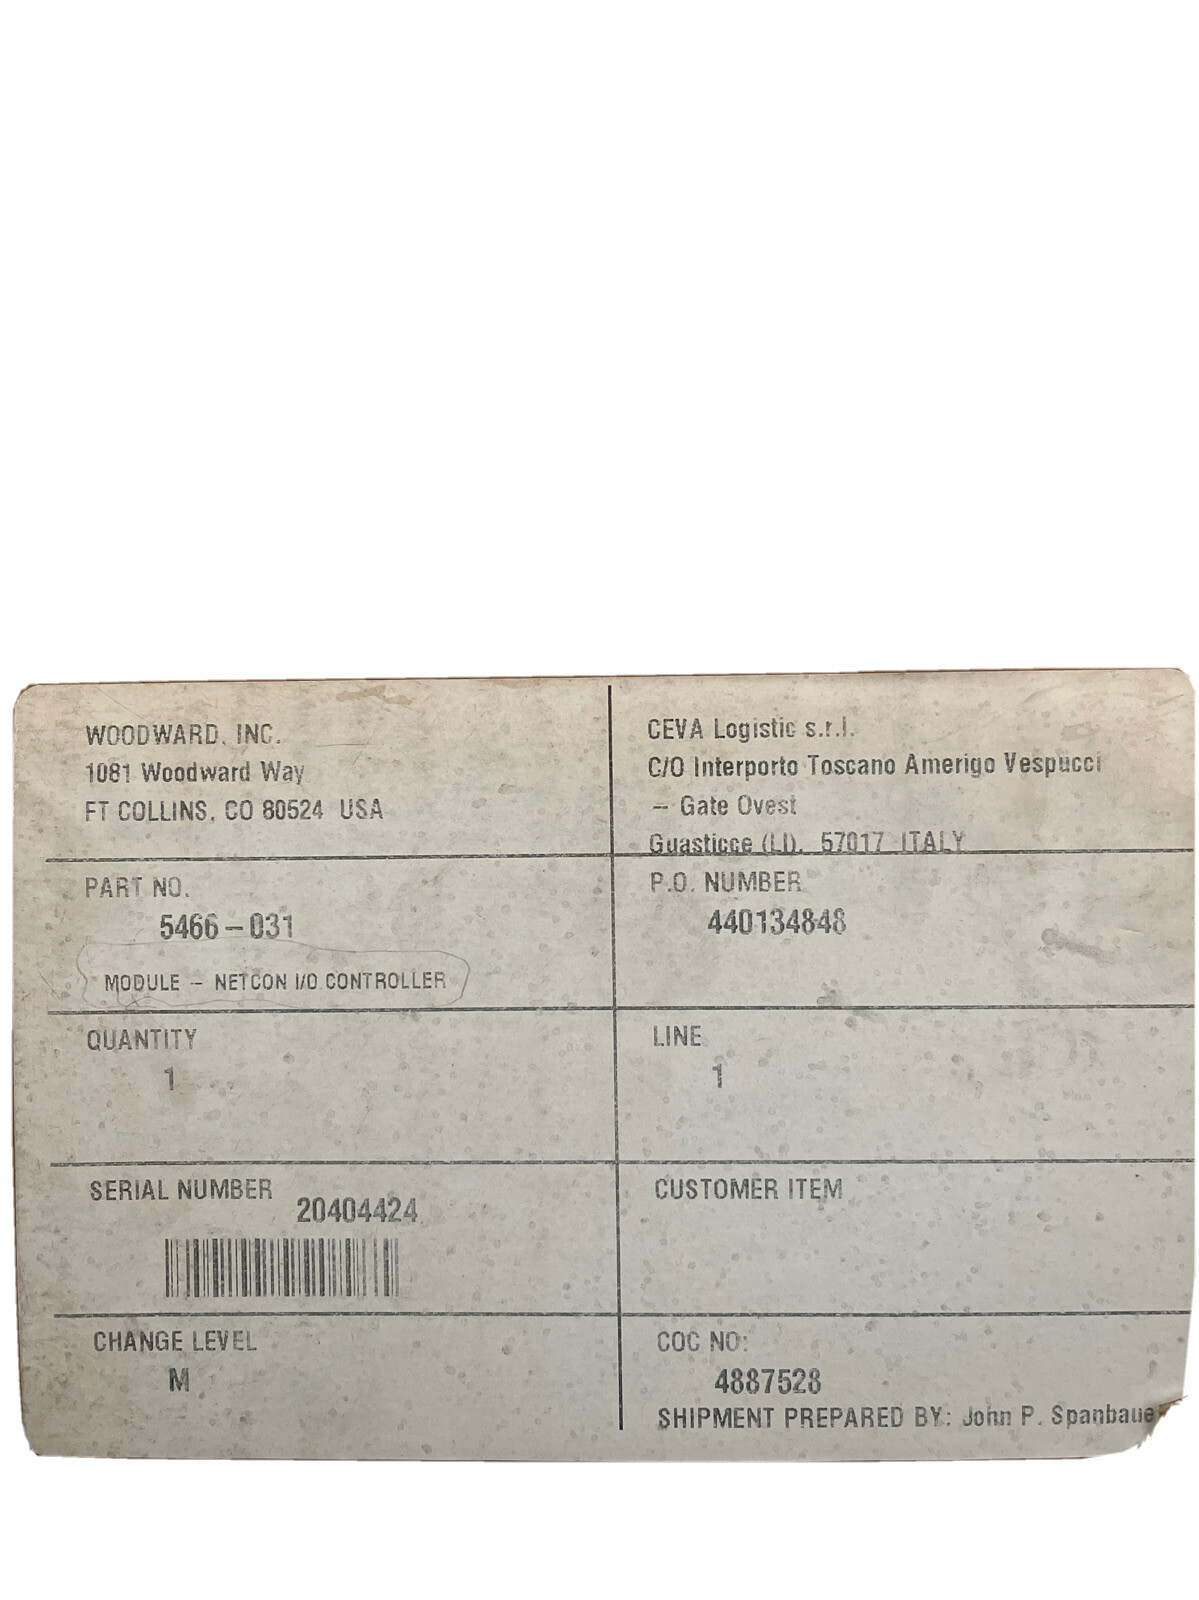 WOODWARD, INC.
1081 Woodward Way
FT COLLINS, CO 80524 USA
CEVA Logistic s.r.l.
C/O Interporto Toscano Amerigo Vespucci
– Gate Ovest
Guasticce (LI), 57017 ITALY
PART NO.
5466-031
MODULE - NETCON I/O CONTROLLER
P.O. NUMBER
440134848
QUANTITY
1
LINE
1
SERIAL NUMBER
20404424
CUSTOMER ITEM
CHANGE LEVEL
M
COC NO:
4887528
SHIPMENT PREPARED BY: John P. Spanbaue